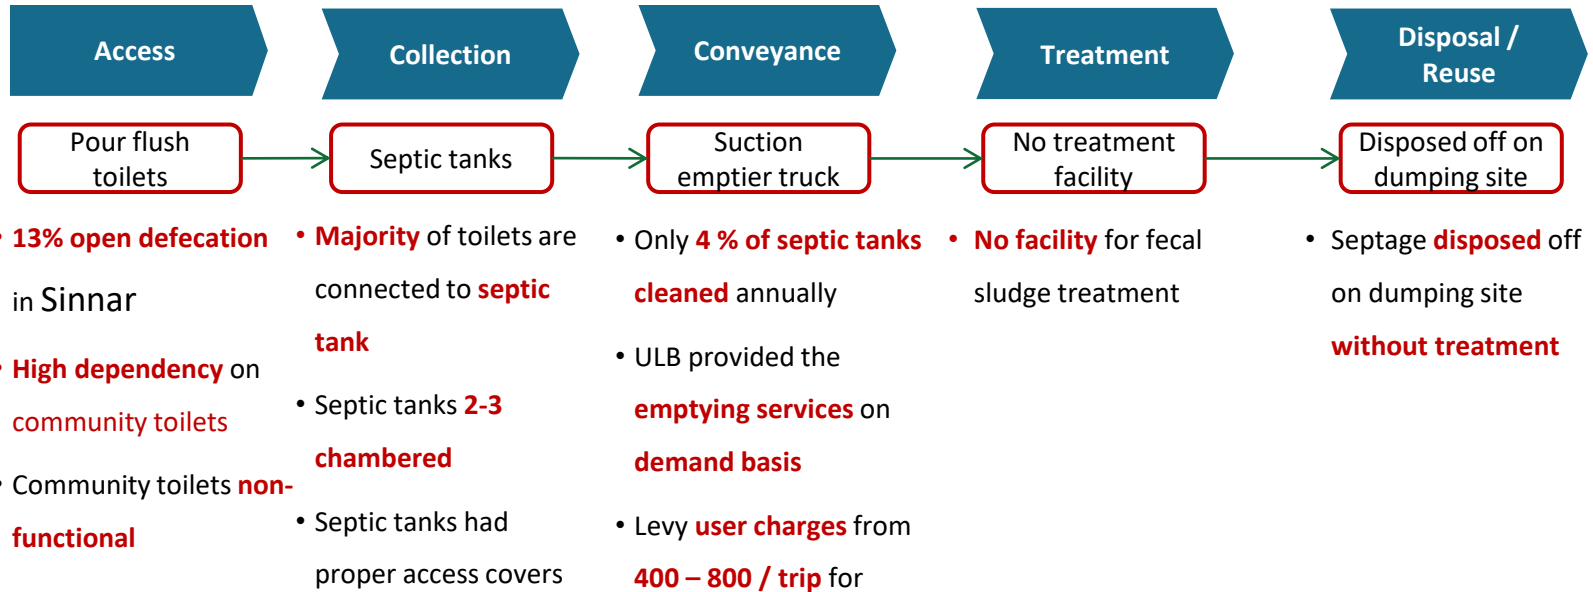 Access
Collection
Conveyance
Treatment
Disposal /
Reuse
Pour flush
toilets
Septic tanks
Suction
emptier truck
No treatment
facility
Disposed off on
dumping site
• 13% open defecation
in Sinnar
• High dependency on
community toilets
• Community toilets non-
functional
• Majority of toilets are
connected to septic
tank
• Septic tanks 2-3
chambered
• Septic tanks had
proper access covers
• Only 4 % of septic tanks
cleaned annually
• ULB provided the
emptying services on
demand basis
• Levy user charges from
400 – 800 / trip for
• No facility for fecal
sludge treatment
• Septage disposed off
on dumping site
without treatment